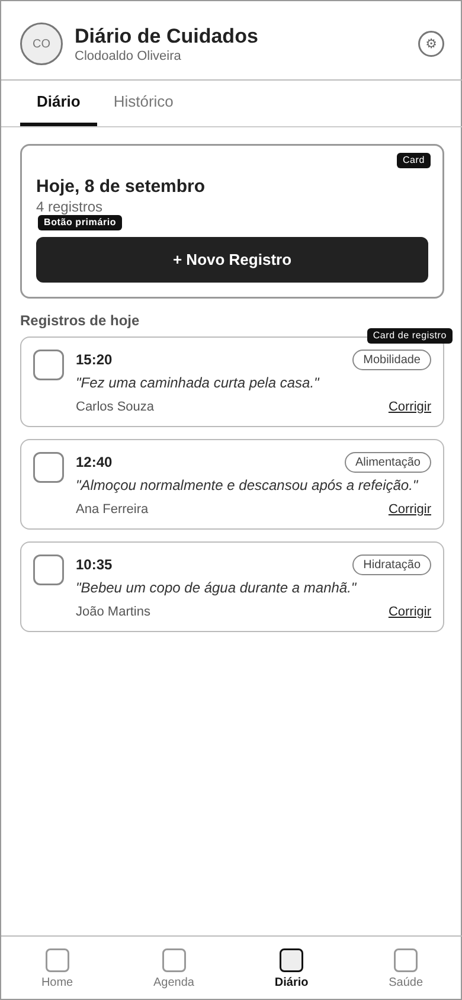 CO
Diário de Cuidados
Clodoaldo Oliveira
⚙
Diário
Histórico
Card
Hoje, 8 de setembro
4 registros
Botão primário
+ Novo Registro
Registros de hoje
Card de registro
15:20
Mobilidade
"Fez uma caminhada curta pela casa."
Carlos Souza
Corrigir
12:40
Alimentação
"Almoçou normalmente e descansou após a refeição."
Ana Ferreira
Corrigir
10:35
Hidratação
"Bebeu um copo de água durante a manhã."
João Martins
Corrigir
Home
Agenda
Diário
Saúde